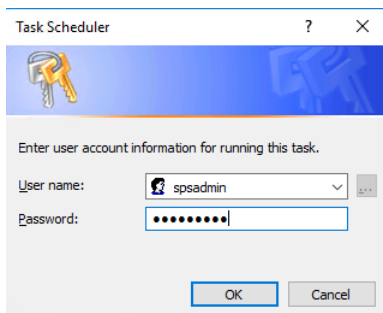 Task Scheduler
?
Enter user account information for running this task.
User name: spsadmin ...
Password: •••••••••
OK Cancel